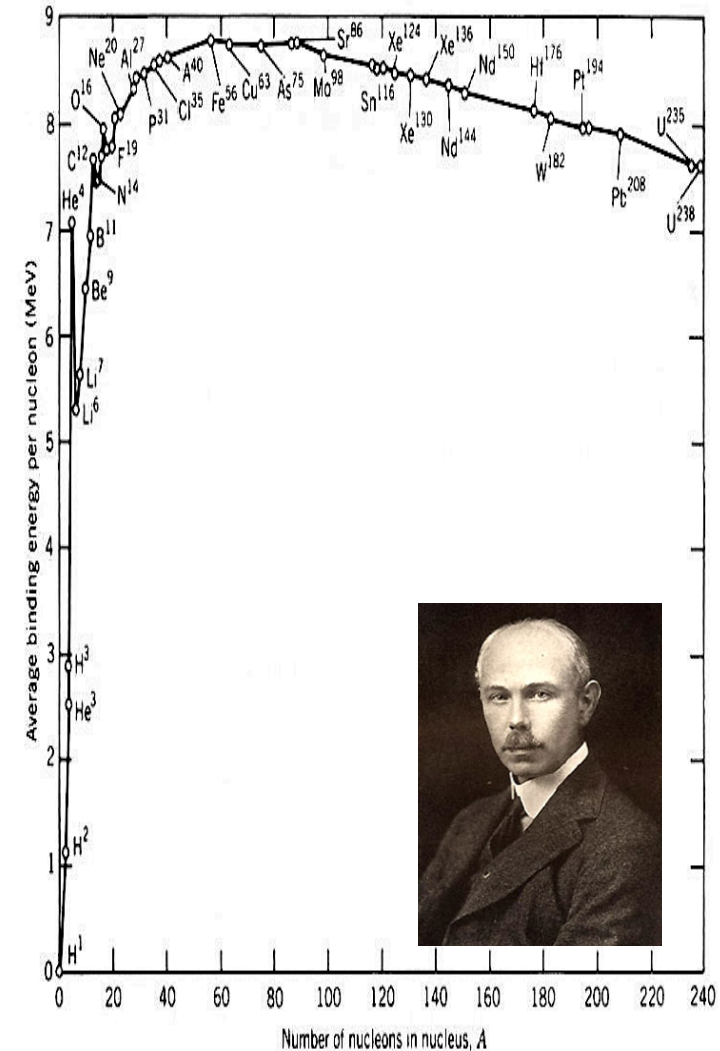 9
8
7
6
5
4
3
2
1
0
Average binding energy per nucleon (MeV)
H¹
H²
He³
H³
Li⁶
Li⁷
Be⁹
B¹¹
He⁴
C¹²
N¹⁴
O¹⁶
F¹⁹
Ne²⁰
Al²⁷
P³¹
Cl³⁵
A⁴⁰
Fe⁵⁶
Cu⁶³
As⁷⁵
Sr⁸⁶
Mo⁹⁸
Sn¹¹⁶
Xe¹²⁴
Xe¹³⁰
Xe¹³⁶
Nd¹⁴⁴
Nd¹⁵⁰
Hf¹⁷⁶
W¹⁸²
Pt¹⁹⁴
Pb²⁰⁸
U²³⁵
U²³⁸
0 20 40 60 80 100 120 140 160 180 200 220 240
Number of nucleons in nucleus, A